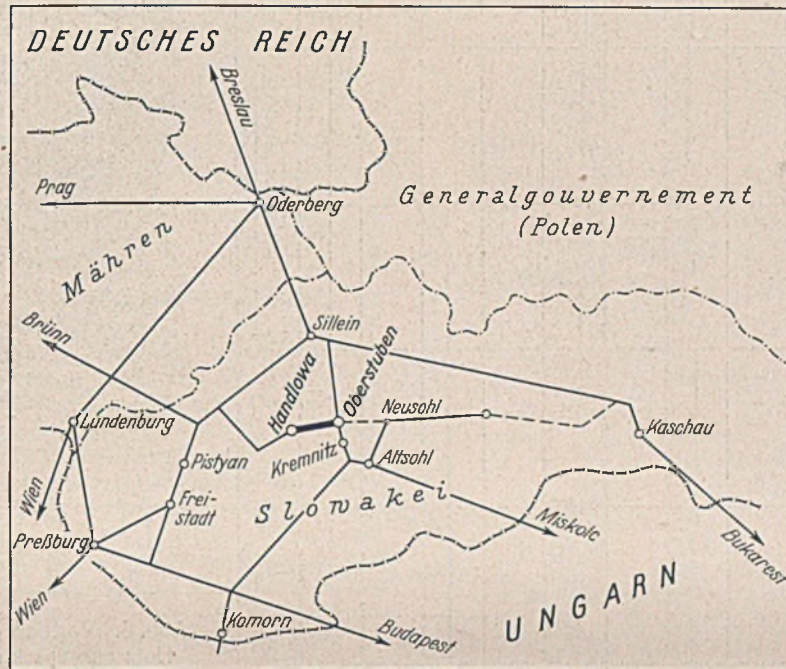 DEUTSCHES REICH
Breslau
Prag
Oderberg
Generalgouvernement
(Polen)
Mähren
Brünn
Sillein
Handlowa
Oberstuben
Neusohl
Kaschau
Lundenburg
Kremnitz
Altsohl
Pistyan
Wien
Frei-
stadt
Slowakei
Preßburg
Miskolc
Bukarest
Wien
UNGARN
Komorn
Budapest